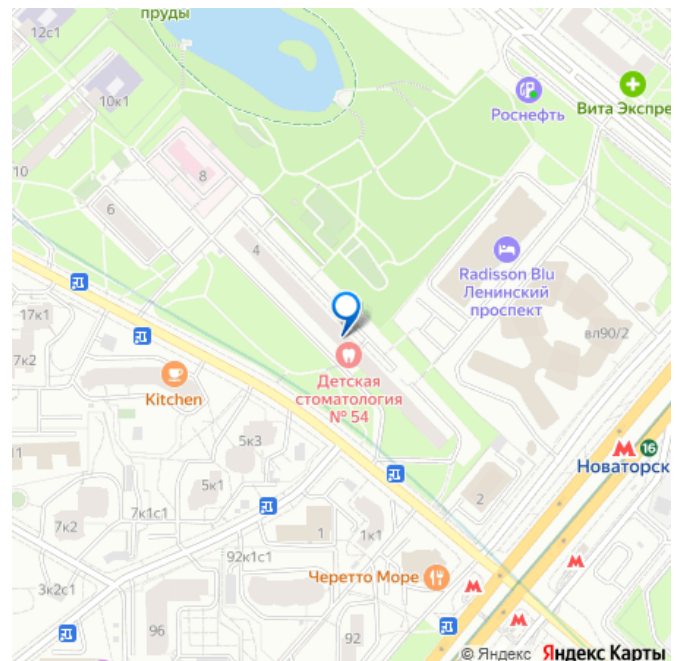 пруды
12с1
10к1
Роснефть
Вита Экспре
10
8
6
4
Radisson Blu
Ленинский
проспект
вл90/2
17к1
7к2
Kitchen
Детская
стоматология
№ 54
16
Новаторск
11
5к3
5к1
7к2
7к1с1
1
1к1
2
92к1с1
3к2с1
Черетто Море
96
92
© Яндекс Яндекс Карты